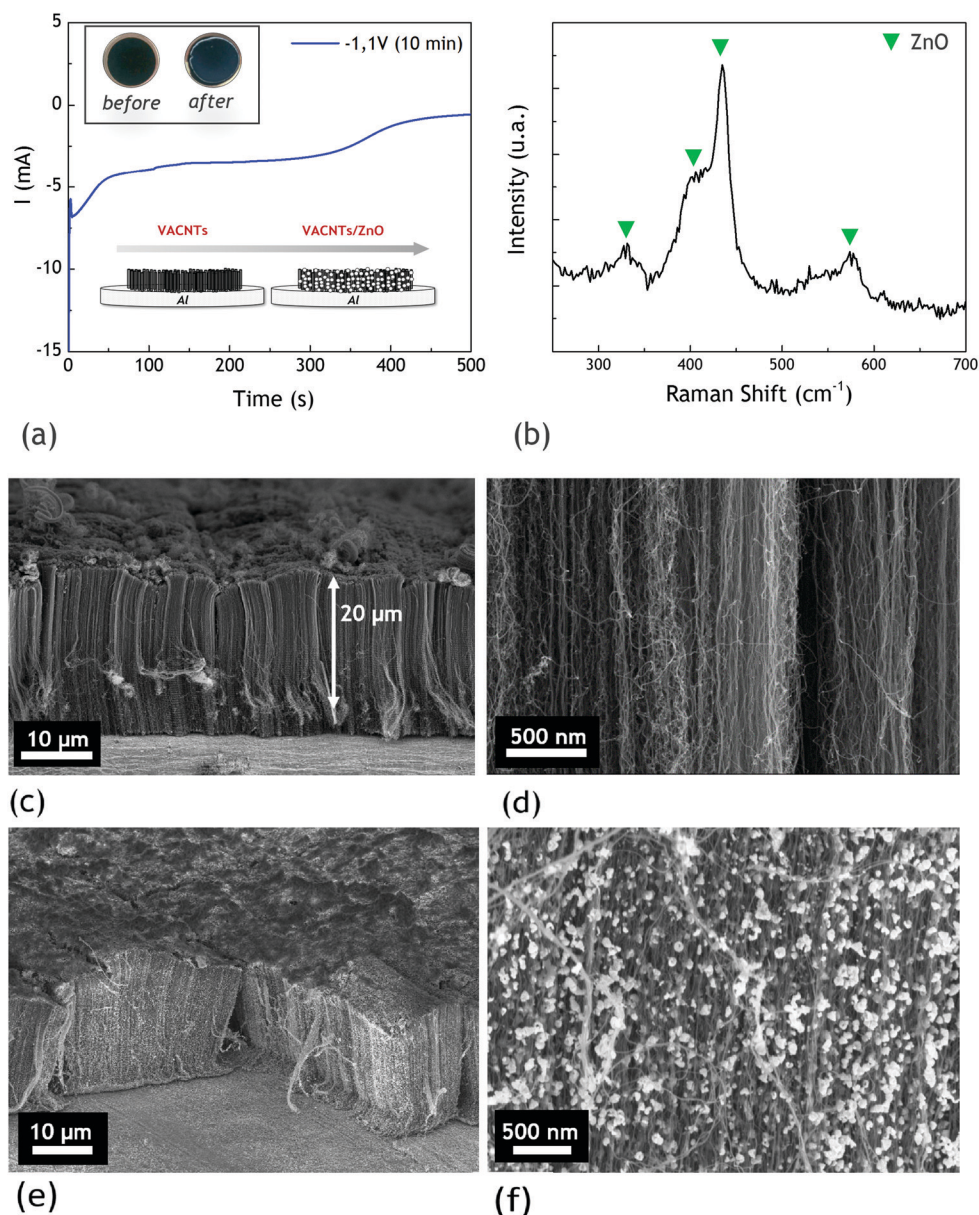 -1,1V (10 min)
before after
I (mA)
5
0
-5
-10
-15
VACNTs
VACNTs/ZnO
Al
Al
0 100 200 300 400 500
Time (s)
(a)
ZnO
Intensity (u.a.)
300 400 500 600 700
Raman Shift (cm-1)
(b)
20 µm
10 µm
(c)
500 nm
(d)
10 µm
(e)
500 nm
(f)